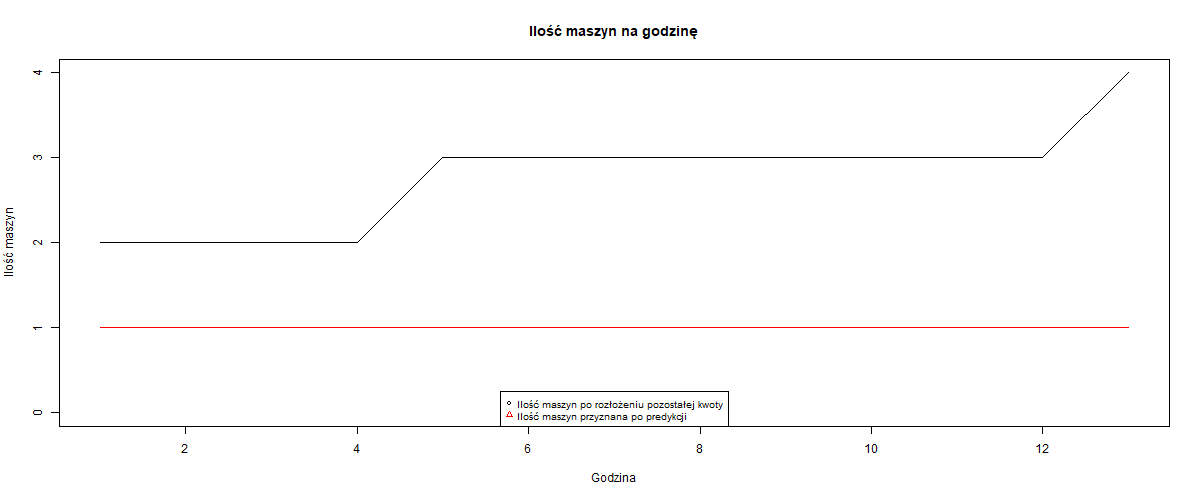 Ilość maszyn na godzinę
Ilość maszyn
4
3
2
1
0
Ilość maszyn po rozłożeniu pozostałej kwoty
Ilość maszyn przyznana po predykcji
2 4 6 8 10 12
Godzina